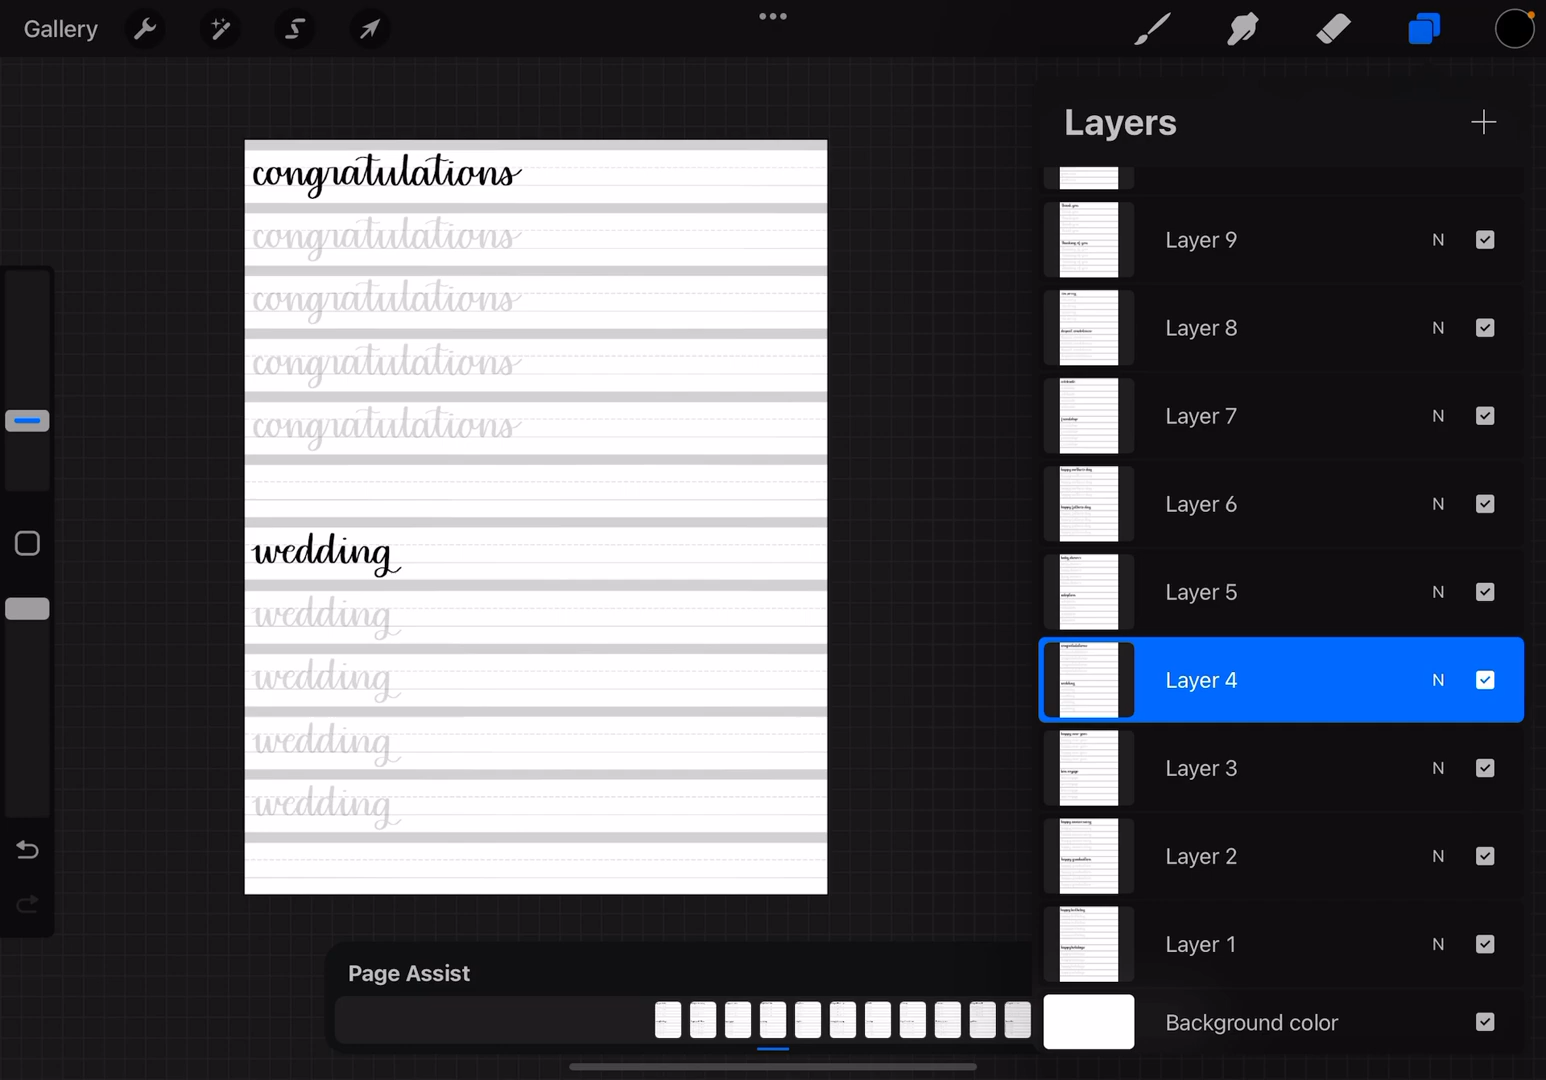 Gallery
Layers
congratulations
congratulations
congratulations
congratulations
congratulations
wedding
wedding
wedding
wedding
wedding
Layer 9 N
Layer 8 N
Layer 7 N
Layer 6 N
Layer 5 N
Layer 4 N
Layer 3 N
Layer 2 N
Layer 1 N
Background color
Page Assist